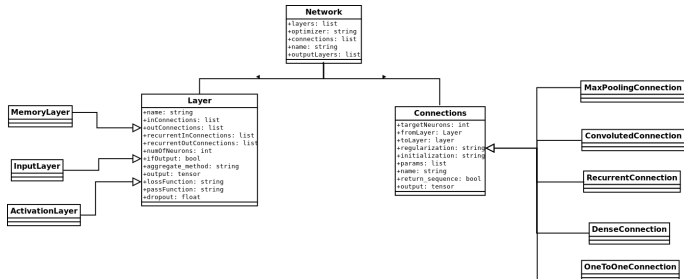 Network
+layers: list
+optimizer: string
+connections: list
+name: string
+outputLayers: list
Layer
+name: string
+inConnections: list
+outConnections: list
+recurrentInConnections: list
+recurrentOutConnections: list
+numOfNeurons: int
+ifOutput: bool
+aggregate_method: string
+output: tensor
+lossFunction: string
+passFunction: string
+dropout: float
MemoryLayer
InputLayer
ActivationLayer
Connections
+targetNeurons: int
+fromLayer: Layer
+toLayer: layer
+regularization: string
+initialization: string
+params: list
+name: string
+return_sequence: bool
+output: tensor
MaxPoolingConnection
ConvolutedConnection
RecurrentConnection
DenseConnection
OneToOneConnection